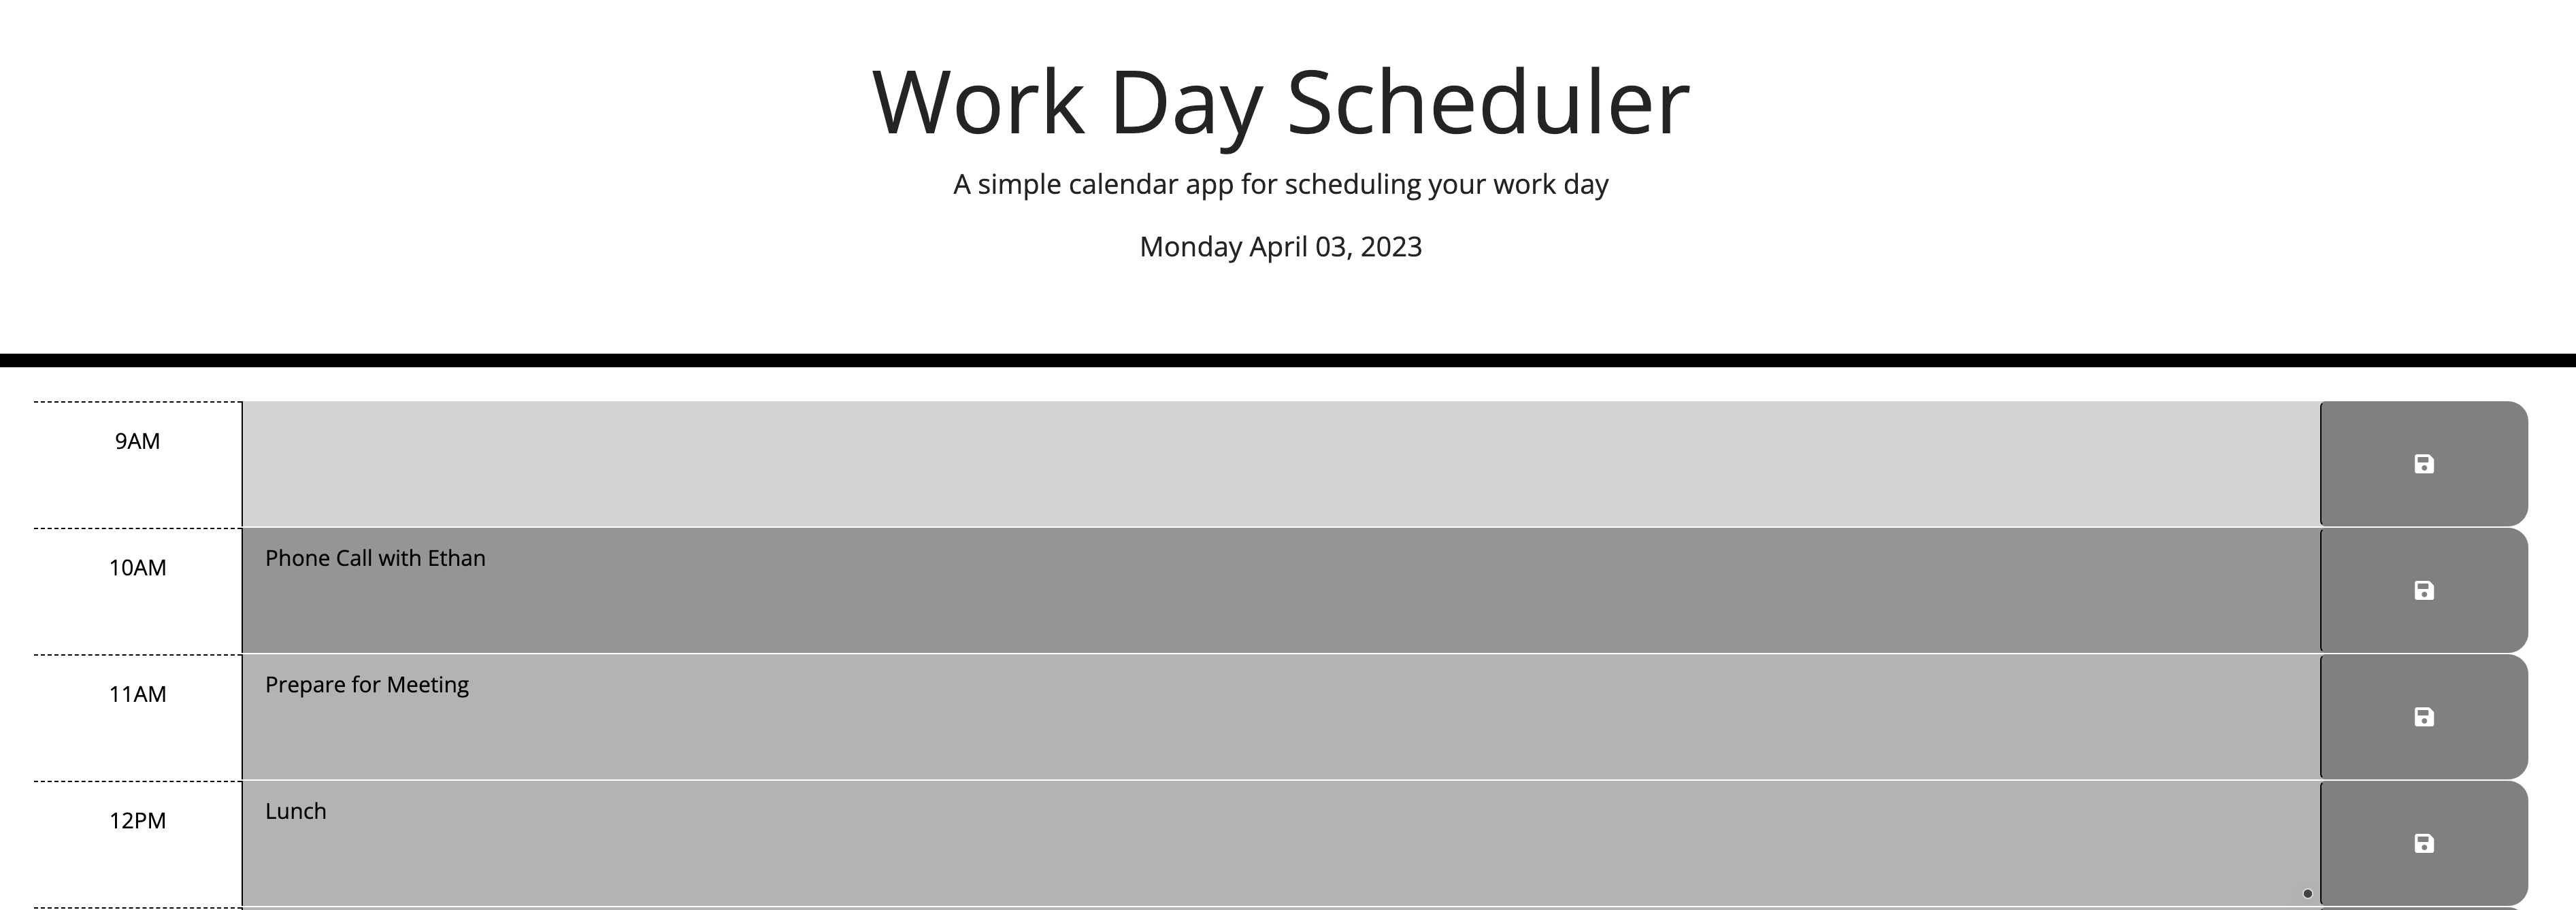 Work Day Scheduler
A simple calendar app for scheduling your work day
Monday April 03, 2023
9AM
10AM
Phone Call with Ethan
11AM
Prepare for Meeting
12PM
Lunch